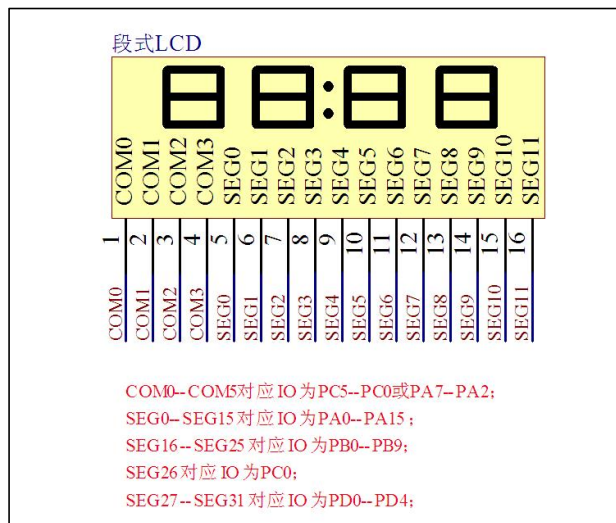 段式LCD
COM0 COM1 COM2 COM3 SEG0 SEG1 SEG2 SEG3 SEG4 SEG5 SEG6 SEG7 SEG8 SEG9 SEG10 SEG11
1 2 3 4 5 6 7 8 9 10 11 12 13 14 15 16
COM0 COM1 COM2 COM3 SEG0 SEG1 SEG2 SEG3 SEG4 SEG5 SEG6 SEG7 SEG8 SEG9 SEG10 SEG11
COM0--COM5对应IO为PC5--PC0或PA7--PA2;
SEG0--SEG15对应IO为PA0--PA15;
SEG16--SEG25对应IO为PB0--PB9;
SEG26对应IO为PC0;
SEG27--SEG31对应IO为PD0--PD4;